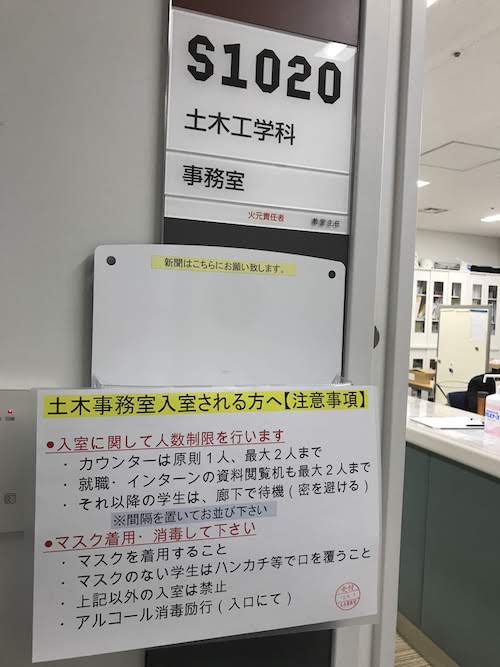 S1020
土木工学科
事務室
火元責任者
新聞はこちらにお願い致します。
土木事務室入室される方へ【注意事項】
●入室に関して人数制限を行います
・カウンターは原則1人、最大2人まで
・就職・インターンの資料閲覧机も最大2人まで
・それ以降の学生は、廊下で待機(密を避ける)
※間隔を置いてお並び下さい
●マスク着用・消毒して下さい
・マスクを着用すること
・マスクのない学生はハンカチ等で口を覆うこと
・上記以外の入室は禁止
・アルコール消毒励行(入口にて)